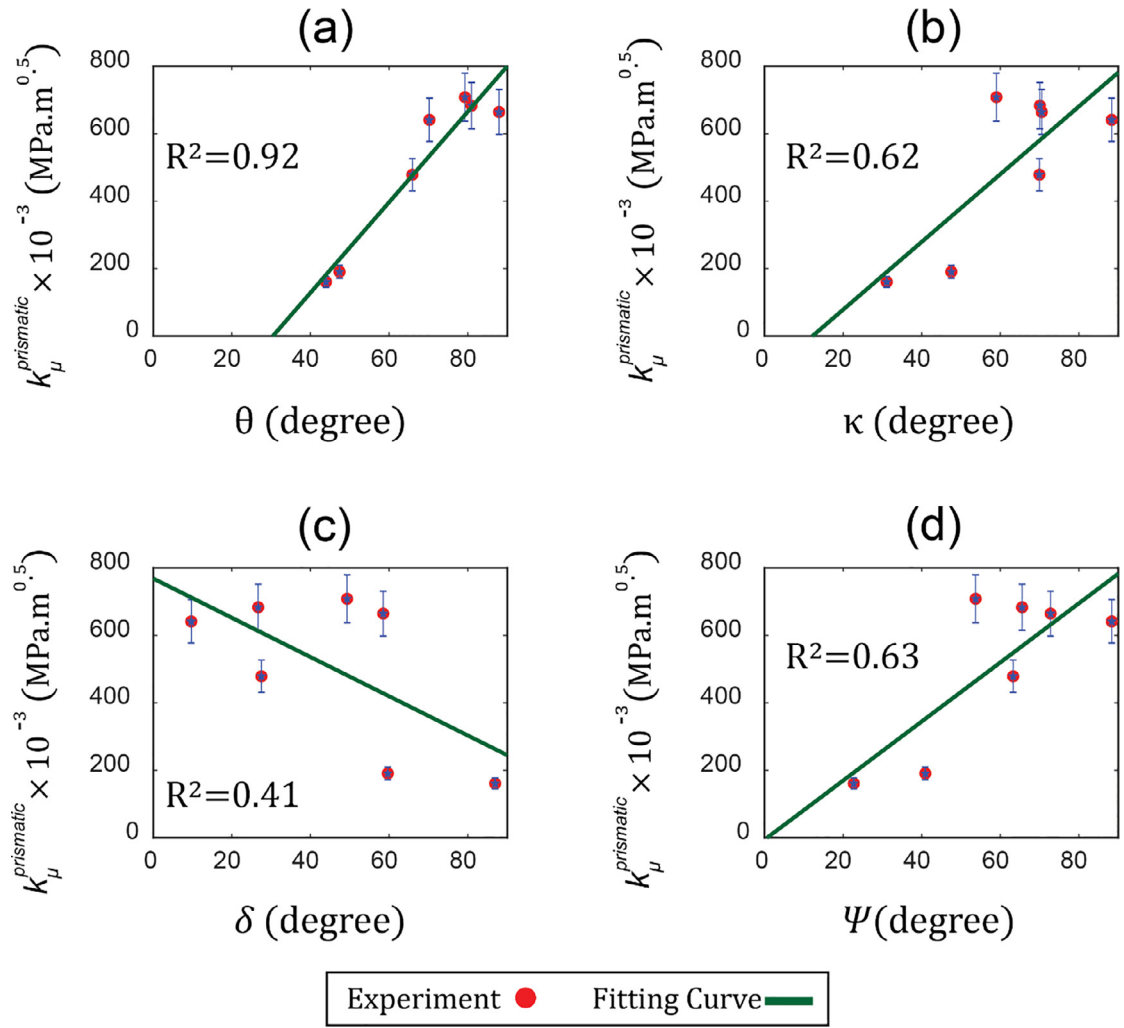 (a)
800
600
400
200
0
R²=0.92
0 20 40 60 80
θ (degree)
k_μ^prismatic × 10⁻³ (MPa.m^0.5)
(b)
800
600
400
200
0
R²=0.62
0 20 40 60 80
κ (degree)
k_μ^prismatic × 10⁻³ (MPa.m^0.5)
(c)
800
600
400
200
0
R²=0.41
0 20 40 60 80
δ (degree)
k_μ^prismatic × 10⁻³ (MPa.m^0.5)
(d)
800
600
400
200
0
R²=0.63
0 20 40 60 80
Ψ(degree)
k_μ^prismatic × 10⁻³ (MPa.m^0.5)
Experiment Fitting Curve